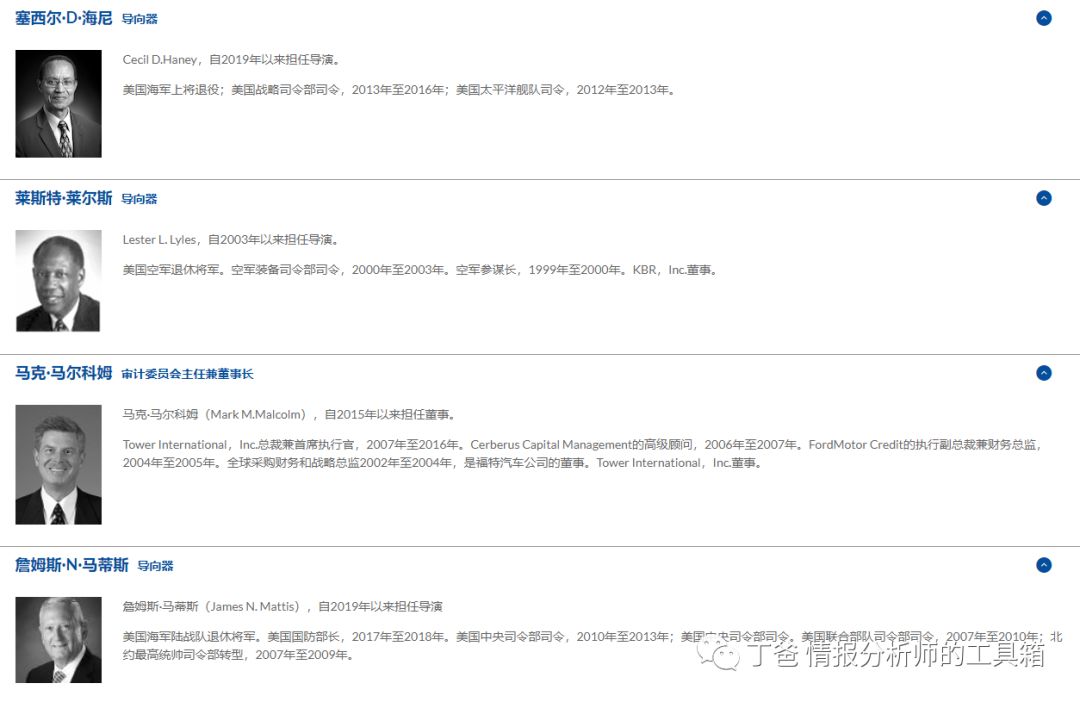 塞西尔·D·海尼 导向器
Cecil D.Haney，自2019年以来担任导演。
美国海军上将退役；美国战略司令部司令，2013年至2016年；美国太平洋舰队司令，2012年至2013年。
莱斯特·莱尔斯 导向器
Lester L. Lyles，自2003年以来担任导演。
美国空军退休将军。空军装备司令部司令，2000年至2003年。空军参谋长，1999年至2000年。KBR，Inc.董事。
马克·马尔科姆 审计委员会主任兼董事长
马克·马尔科姆（Mark M.Malcolm），自2015年以来担任董事。
Tower International，Inc.总裁兼首席执行官，2007年至2016年。Cerberus Capital Management的高级顾问，2006年至2007年。FordMotor Credit的执行副总裁兼财务总监，
2004年至2005年。全球采购财务和战略总监2002年至2004年，是福特汽车公司的董事。Tower International，Inc.董事。
詹姆斯·N·马蒂斯 导向器
詹姆斯·马蒂斯（James N. Mattis），自2019年以来担任导演
美国海军陆战队退休将军。美国国防部长，2017年至2018年。美国中央司令部司令，2010年至2013年；美国中央司令部司令。美国联合部队司令部司令，2007年至2010年；北
约最高统帅司令部转型，2007年至2009年。
丁爸 情报分析师的工具箱